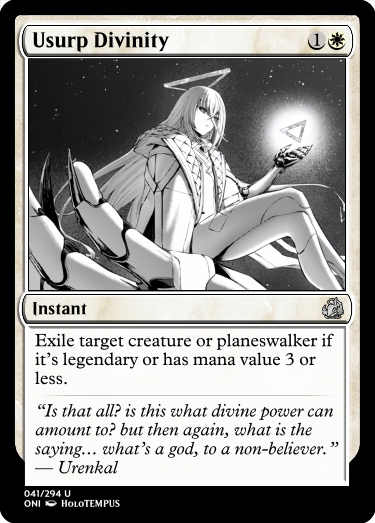 Usurp Divinity 1
Instant
Exile target creature or planeswalker if
it's legendary or has mana value 3 or
less.
“Is that all? is this what divine power can
amount to? but then again, what is the
saying… what's a god, to a non-believer.”
— Urenkal
041/294 U
ONI HoloTEMPUS